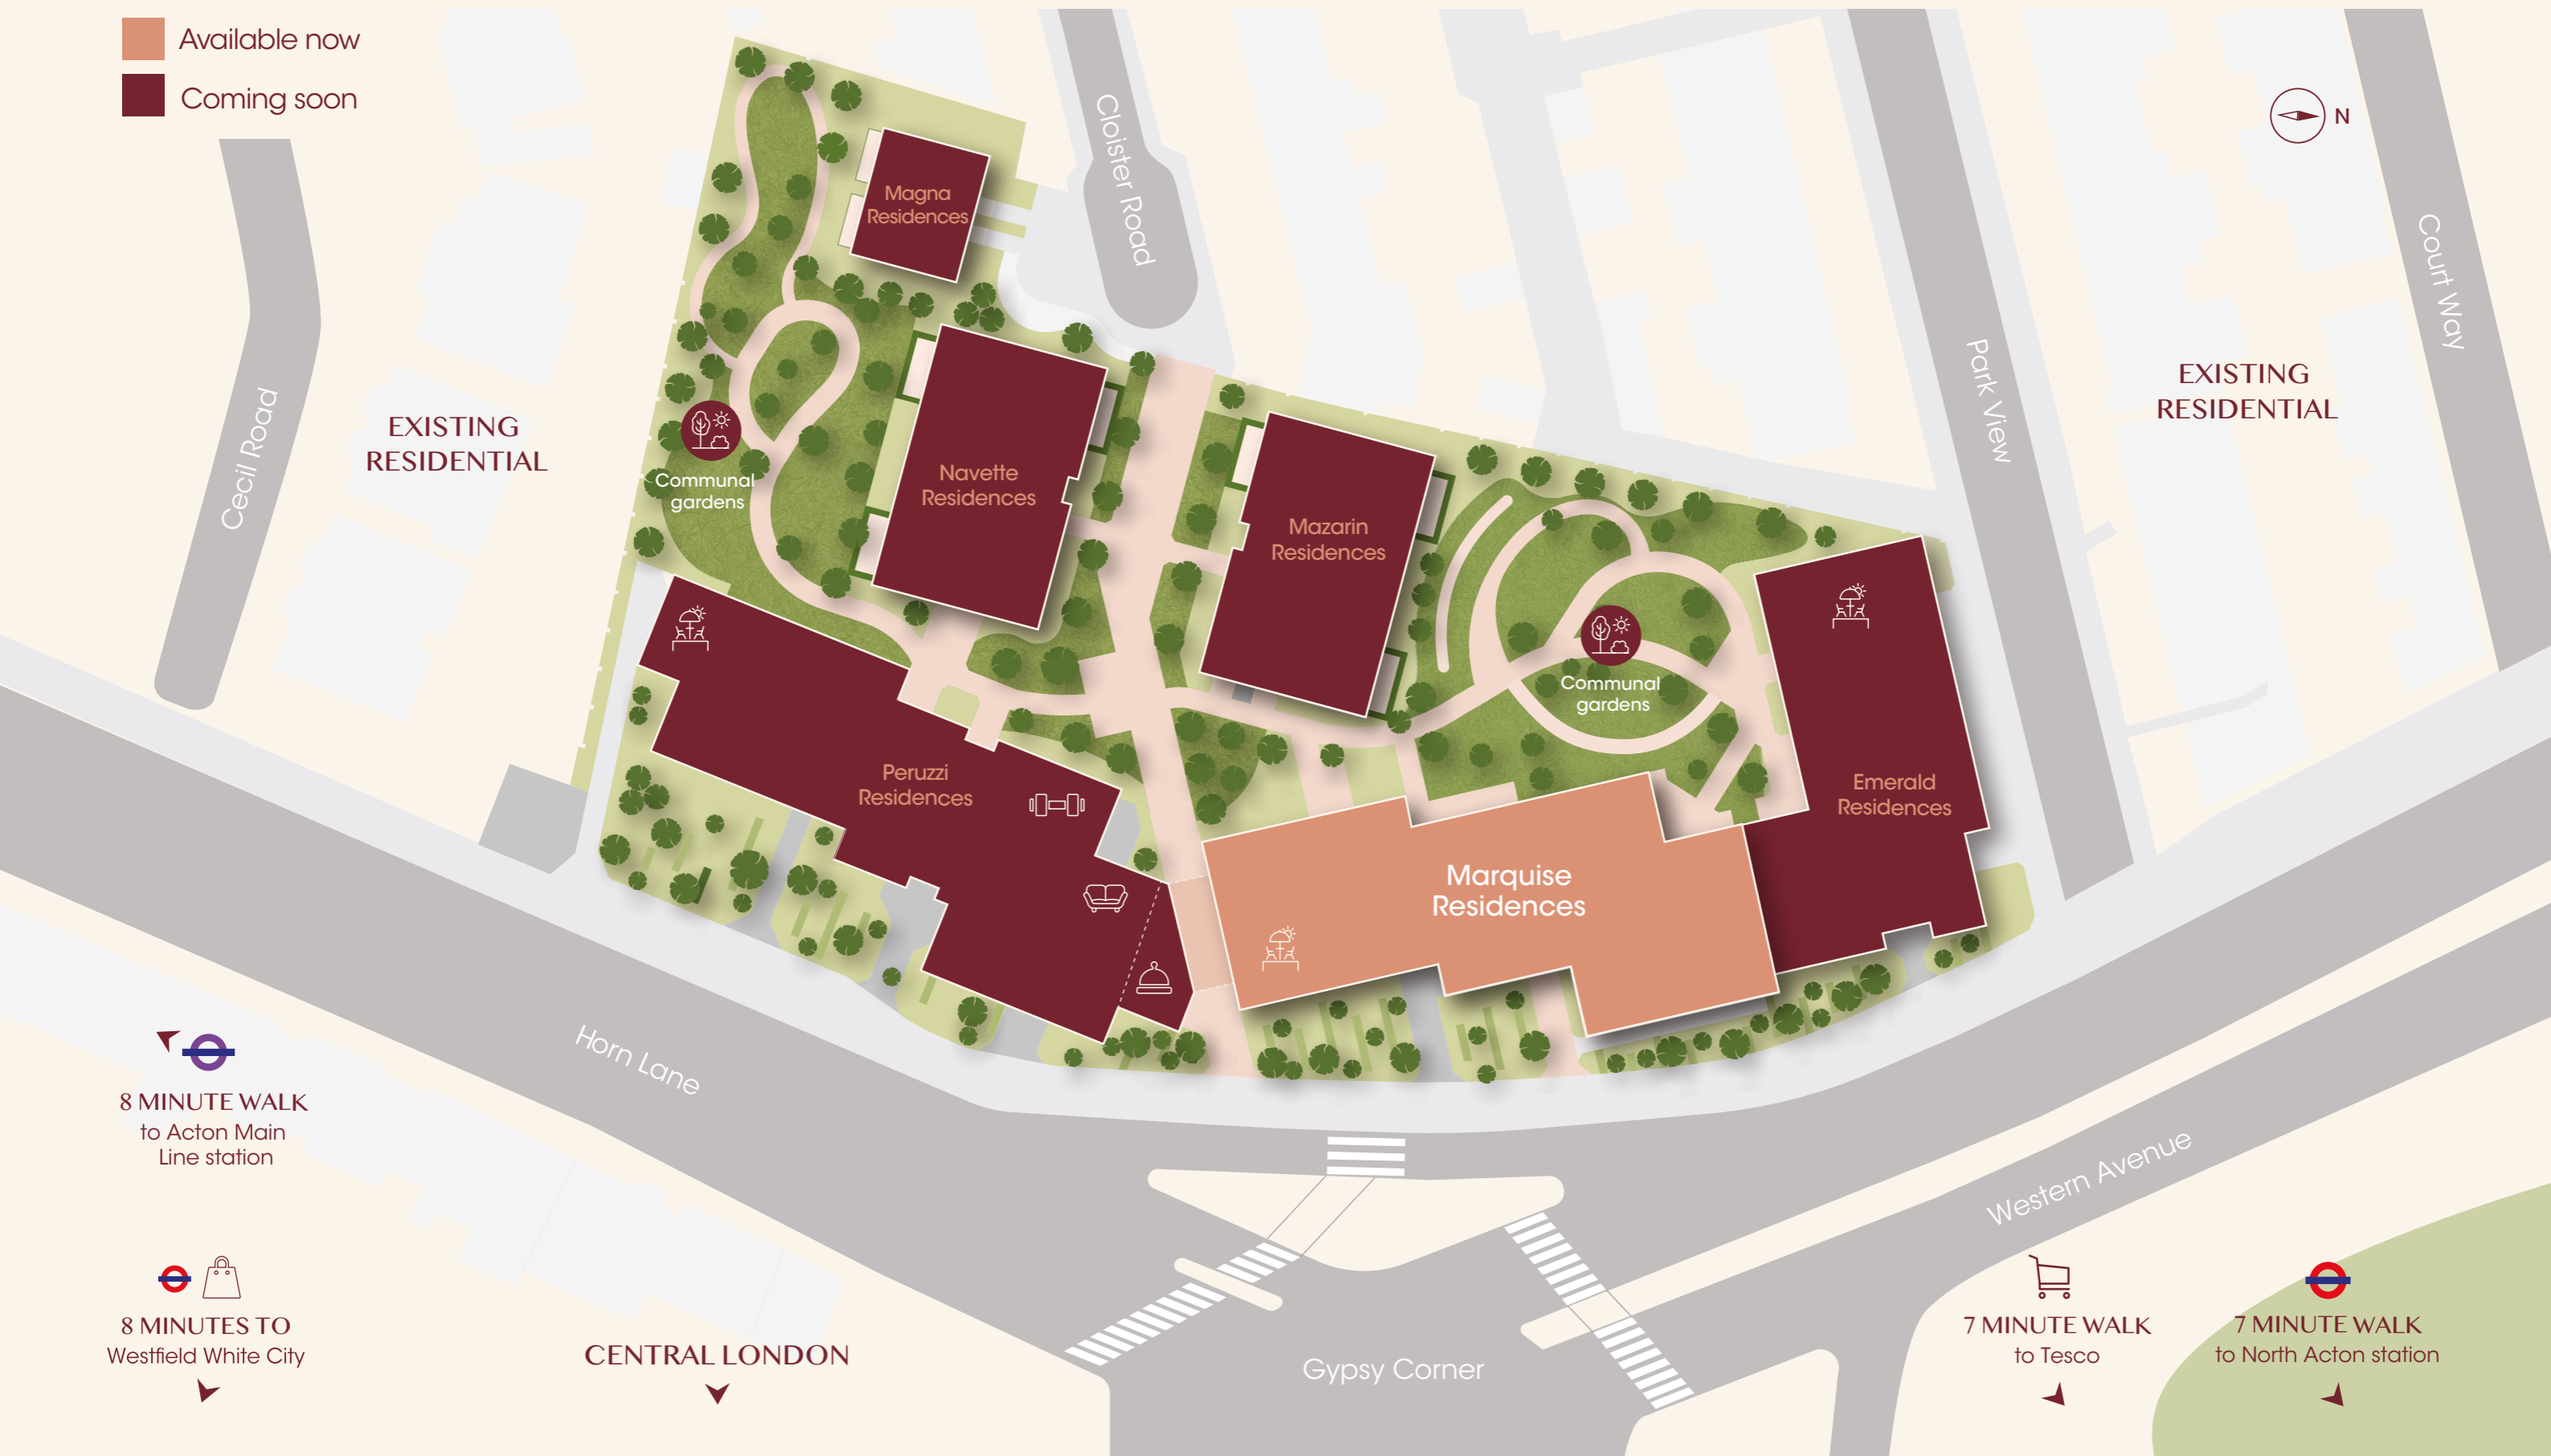 Available now
Coming soon
N
Cloister Road
Court Way
Park View
Cecil Road
Magna
Residences
EXISTING
RESIDENTIAL
EXISTING
RESIDENTIAL
Communal
gardens
Navette
Residences
Mazarin
Residences
Communal
gardens
Peruzzi
Residences
Emerald
Residences
Marquise
Residences
Horn Lane
Western Avenue
Gypsy Corner
8 MINUTE WALK
to Acton Main
Line station
8 MINUTES TO
Westfield White City
CENTRAL LONDON
7 MINUTE WALK
to Tesco
7 MINUTE WALK
to North Acton station